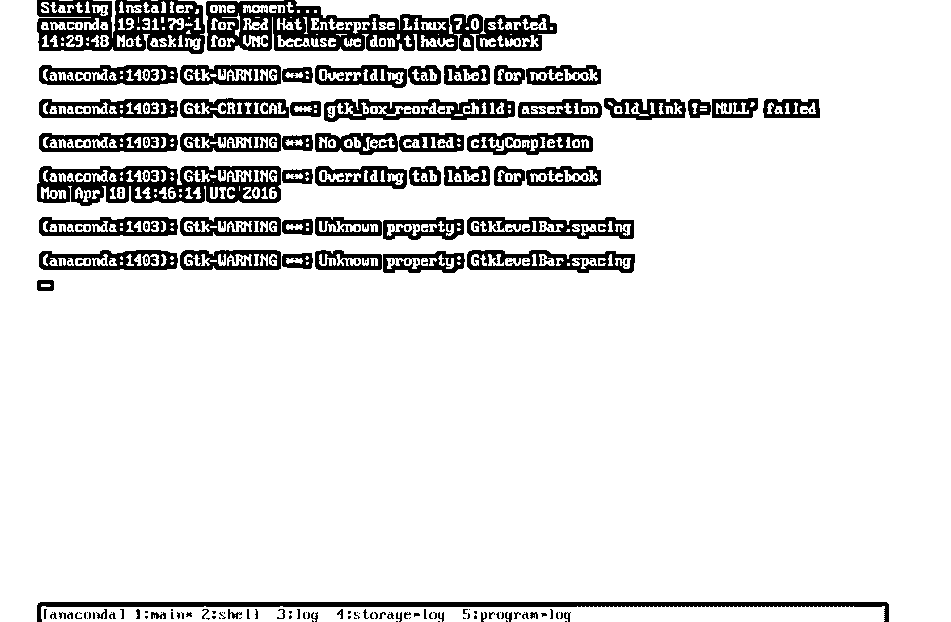 Starting installer, one moment...
anaconda 19.31.79-1 for Red Hat Enterprise Linux 7.0 started.
14:29:48 Not asking for VNC because we don't have a network
(anaconda:1403): Gtk-WARNING **: Overriding tab label for notebook
(anaconda:1403): Gtk-CRITICAL **: gtk_box_reorder_child: assertion `old_link != NULL' failed
(anaconda:1403): Gtk-WARNING **: No object called: cityCompletion
(anaconda:1403): Gtk-WARNING **: Overriding tab label for notebook
Mon Apr 18 14:46:14 UTC 2016
(anaconda:1403): Gtk-WARNING **: Unknown property: GtkLevelBar.spacing
(anaconda:1403): Gtk-WARNING **: Unknown property: GtkLevelBar.spacing
[anaconda] 1:main* 2:shell  3:log  4:storage-log  5:program-log